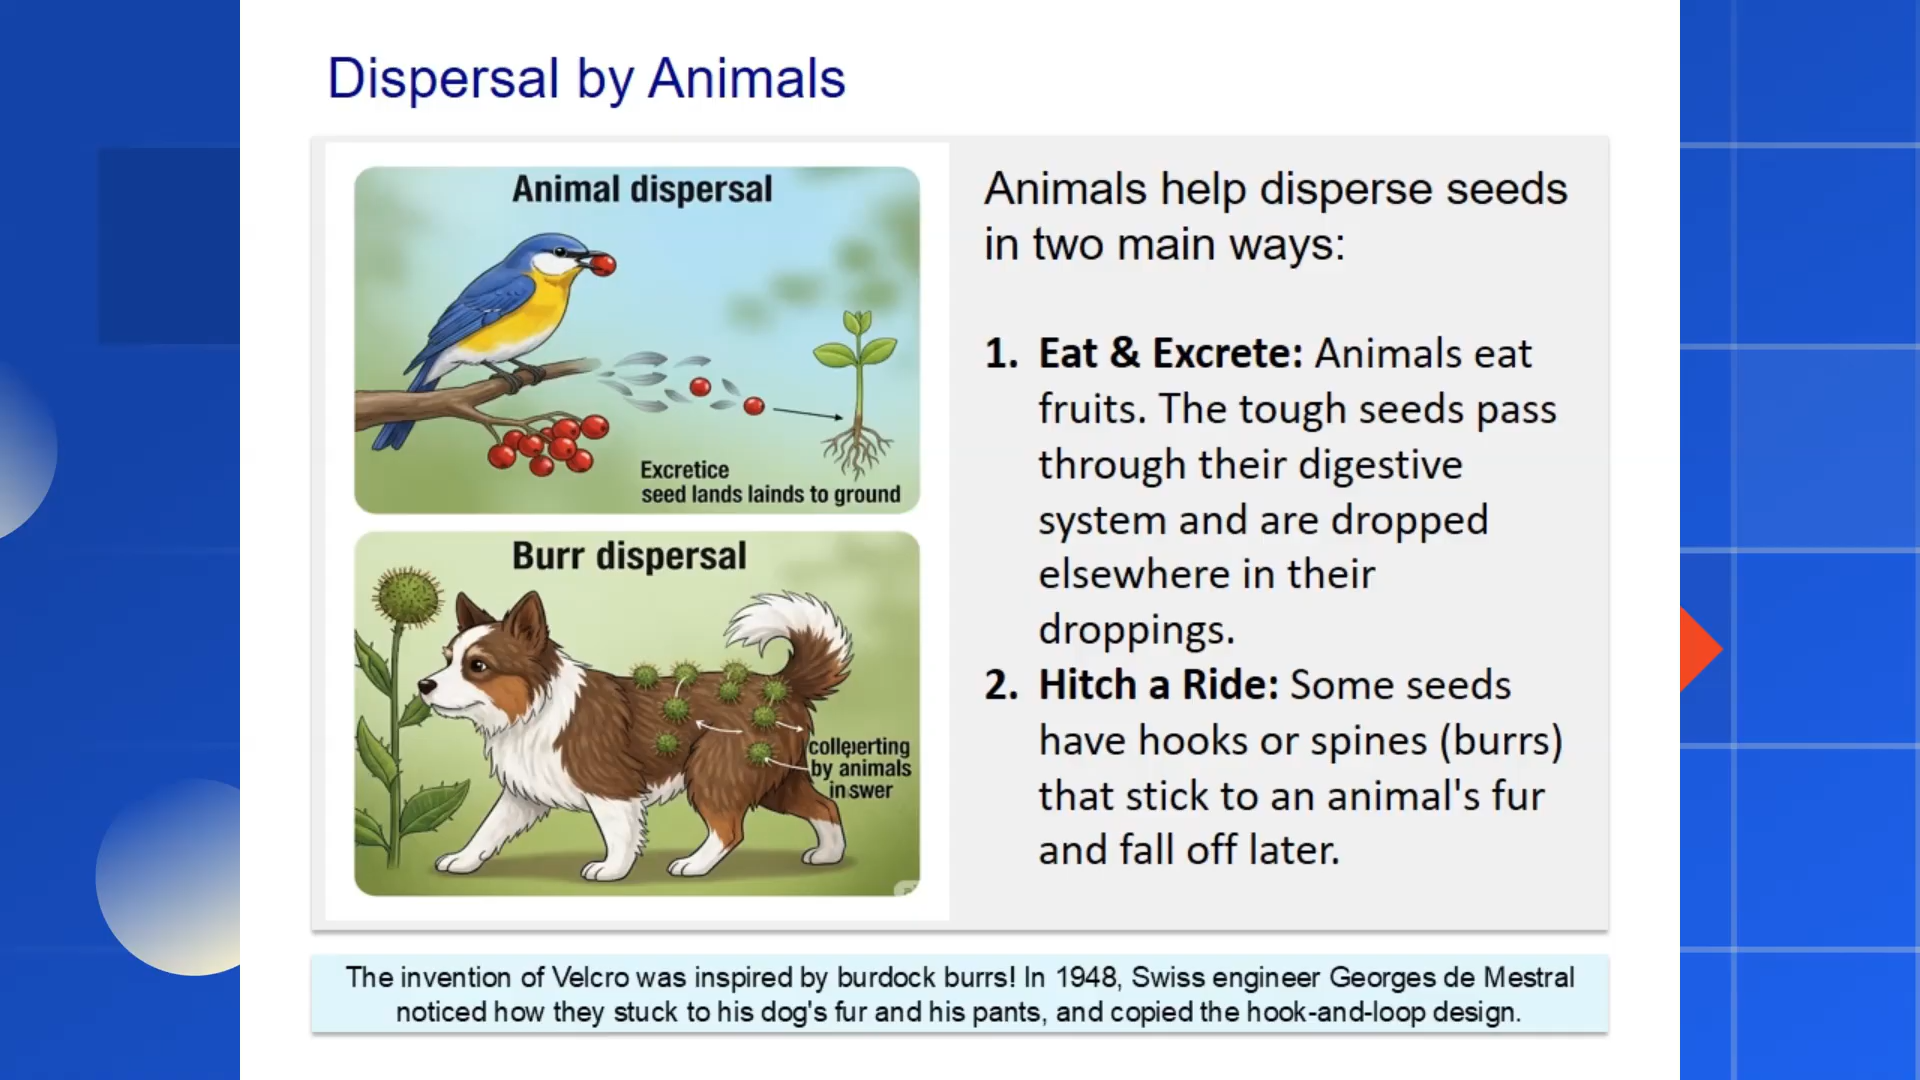 Dispersal by Animals
Animal dispersal
Excretice
seed lands lainds to ground
Burr dispersal
colleperting
by animals
in swer
Animals help disperse seeds
in two main ways:
1. Eat & Excrete: Animals eat
fruits. The tough seeds pass
through their digestive
system and are dropped
elsewhere in their
droppings.
2. Hitch a Ride: Some seeds
have hooks or spines (burrs)
that stick to an animal's fur
and fall off later.
The invention of Velcro was inspired by burdock burrs! In 1948, Swiss engineer Georges de Mestral
noticed how they stuck to his dog's fur and his pants, and copied the hook-and-loop design.